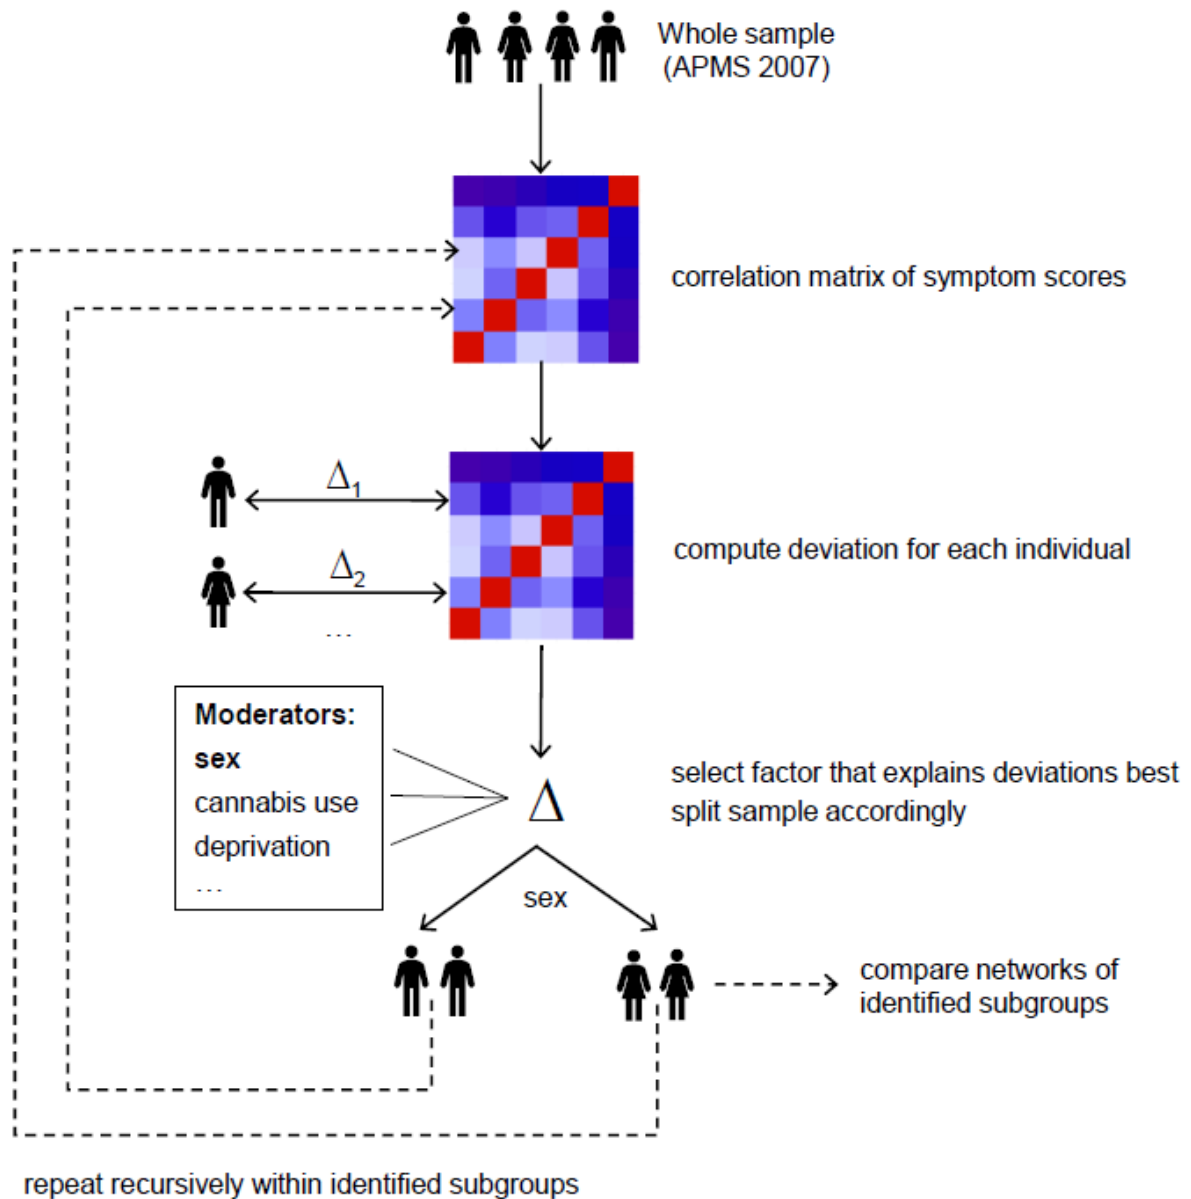 Whole sample
(APMS 2007)
correlation matrix of symptom scores
Δ1
compute deviation for each individual
Δ2
...
Moderators:
sex
cannabis use
deprivation
...
Δ
select factor that explains deviations best
split sample accordingly
sex
compare networks of
identified subgroups
repeat recursively within identified subgroups